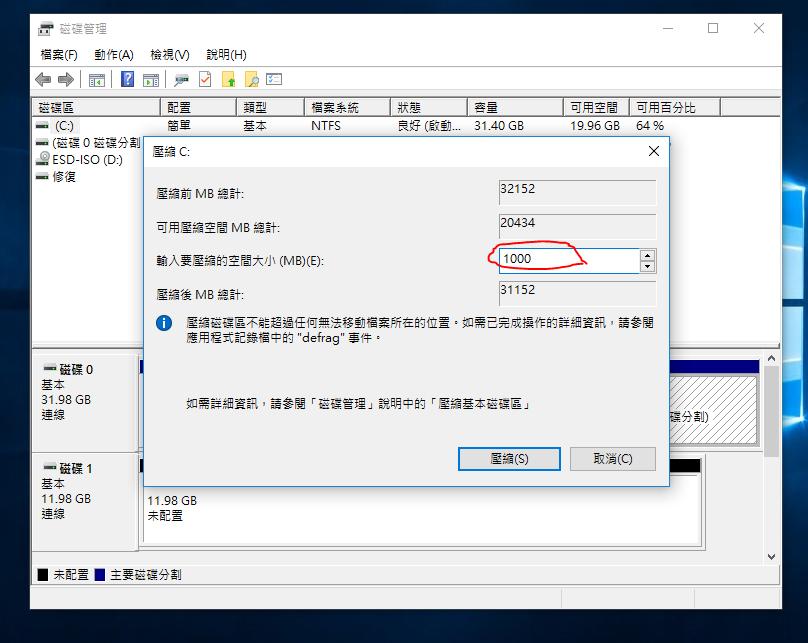 磁碟管理
檔案(F) 動作(A) 檢視(V) 說明(H)
磁碟區 配置 類型 檔案系統 狀態 容量 可用空間 可用百分比
(C:) 簡單 基本 NTFS 良好 (啟動... 31.40 GB 19.96 GB 64 %
(磁碟 0 磁碟分割
ESD-ISO (D:)
修復
壓縮 C:
壓縮前 MB 總計: 32152
可用壓縮空間 MB 總計: 20434
輸入要壓縮的空間大小 (MB)(E): 1000
壓縮後 MB 總計: 31152
壓縮磁碟區不能超過任何無法移動檔案所在的位置。如需已完成操作的詳細資訊，請參閱
應用程式記錄檔中的 "defrag" 事件。
如需詳細資訊，請參閱「磁碟管理」說明中的「壓縮基本磁碟區」
壓縮(S) 取消(C)
磁碟 0
基本
31.98 GB
連線
碟分割)
磁碟 1
基本
11.98 GB
連線
11.98 GB
未配置
未配置 主要磁碟分割